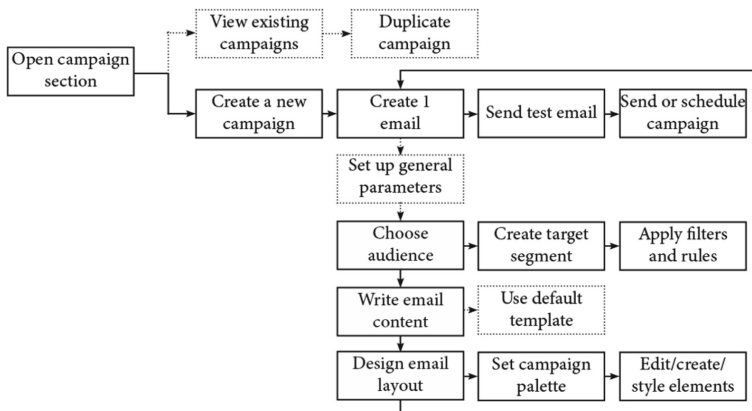 View existing
campaigns
Duplicate
campaign
Open campaign
section
Create a new
campaign
Create 1
email
Send test email
Send or schedule
campaign
Set up general
parameters
Choose
audience
Create target
segment
Apply filters
and rules
Write email
content
Use default
template
Design email
layout
Set campaign
palette
Edit/create/
style elements